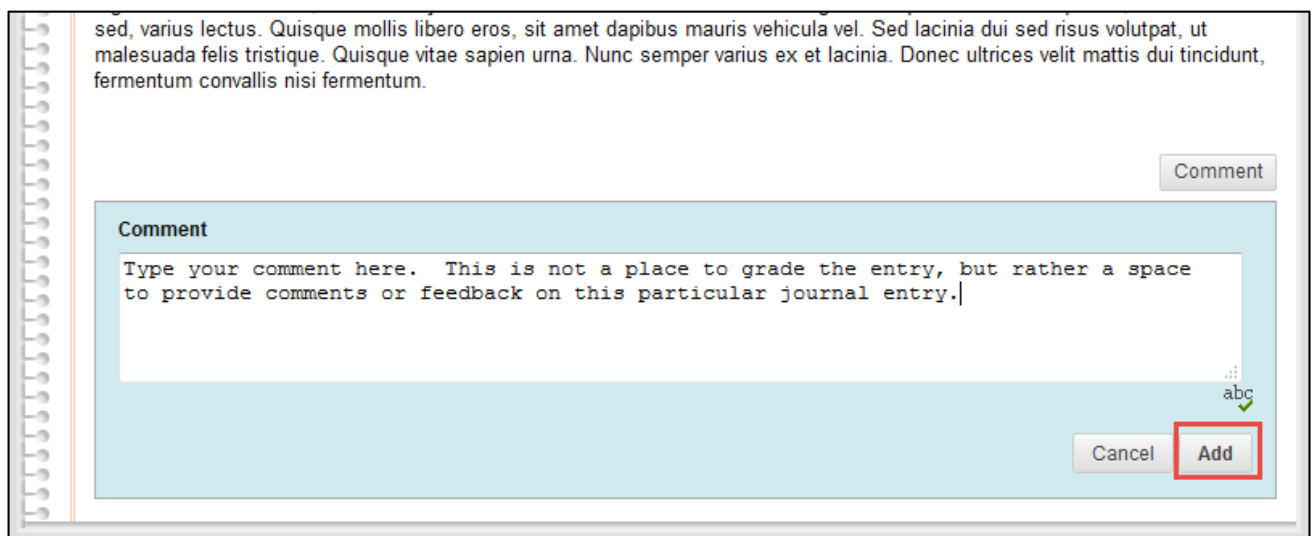 sed, varius lectus. Quisque mollis libero eros, sit amet dapibus mauris vehicula vel. Sed lacinia dui sed risus volutpat, ut
malesuada felis tristique. Quisque vitae sapien urna. Nunc semper varius ex et lacinia. Donec ultrices velit mattis dui tincidunt,
fermentum convallis nisi fermentum.
Comment
Comment
Type your comment here.  This is not a place to grade the entry, but rather a space
to provide comments or feedback on this particular journal entry.
abc
Cancel
Add